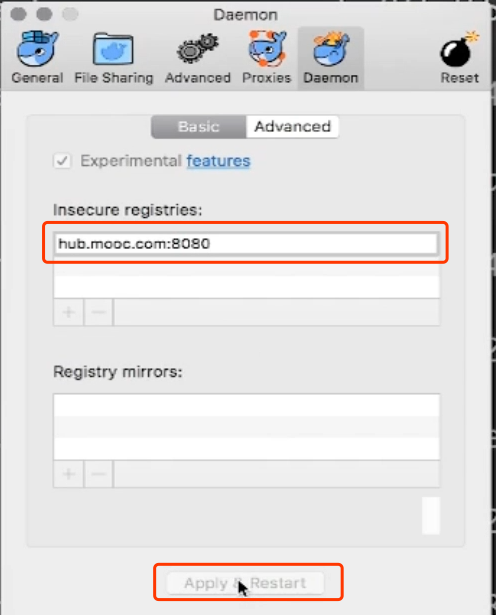 Daemon
General File Sharing Advanced Proxies Daemon Reset
Basic Advanced
Experimental features
Insecure registries:
hub.mooc.com:8080
+ −
Registry mirrors:
+ −
Apply & Restart